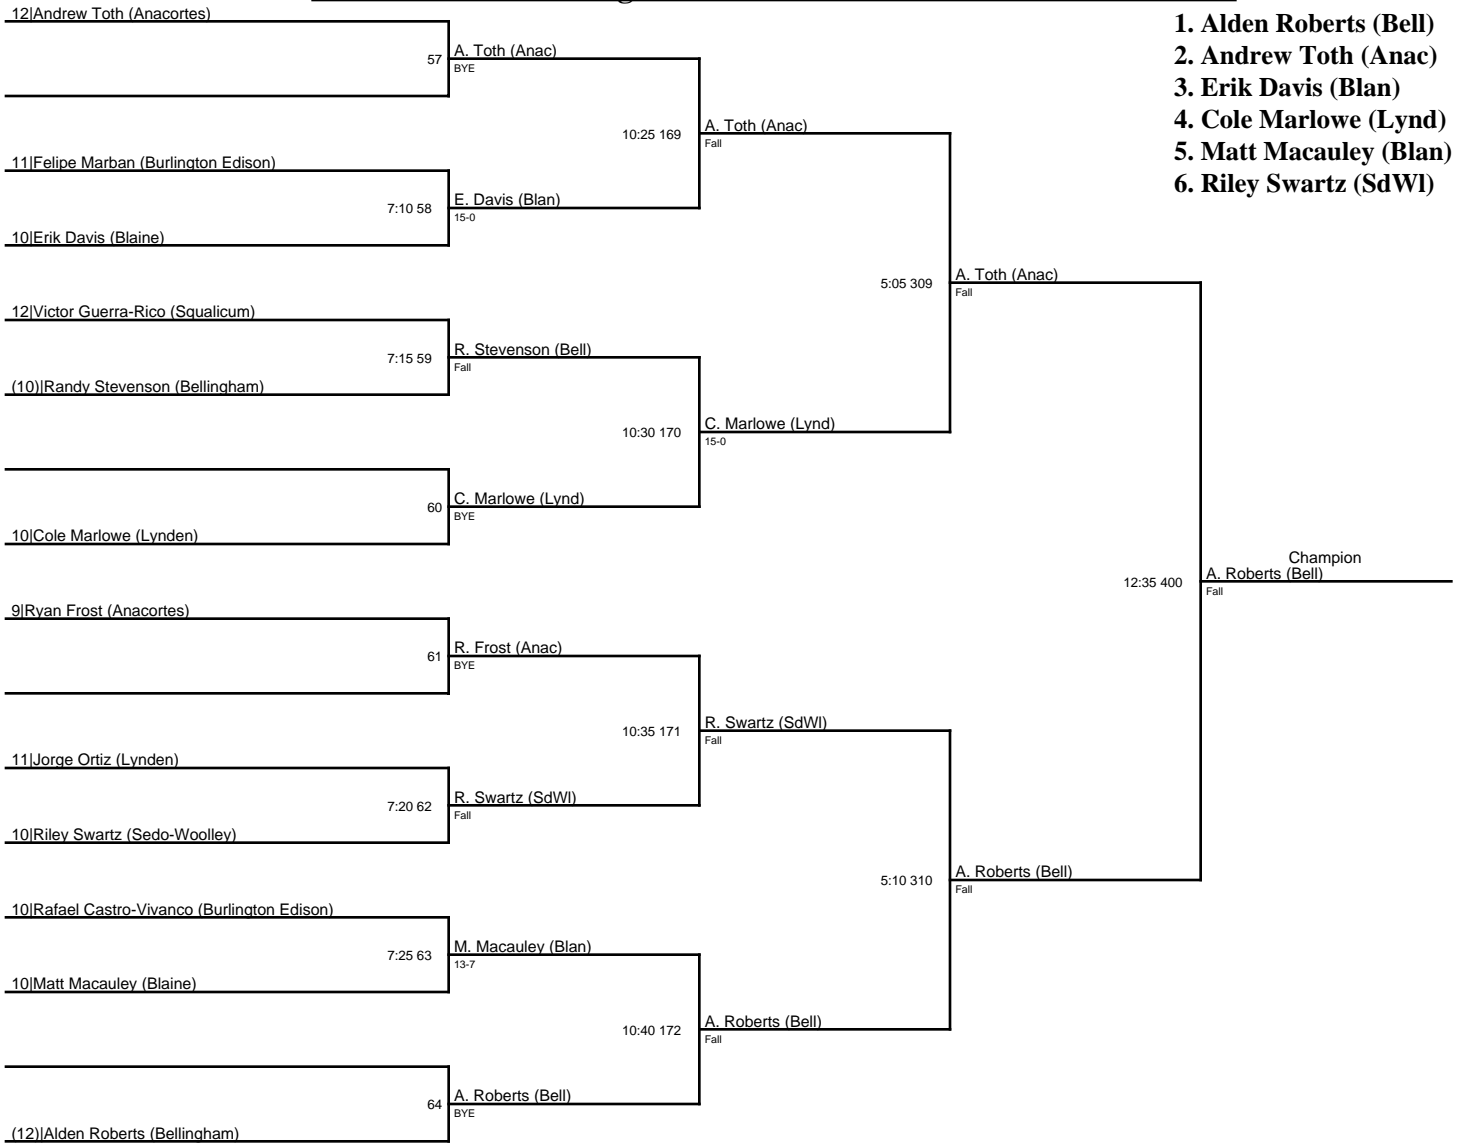 12|Andrew Toth (Anacortes)
57
A. Toth (Anac)
BYE
10:25 169
A. Toth (Anac)
Fall
11|Felipe Marban (Burlington Edison)
7:10 58
E. Davis (Blan)
15-0
10|Erik Davis (Blaine)
5:05 309
A. Toth (Anac)
Fall
12|Victor Guerra-Rico (Squalicum)
7:15 59
R. Stevenson (Bell)
Fall
(10)|Randy Stevenson (Bellingham)
10:30 170
C. Marlowe (Lynd)
15-0
60
C. Marlowe (Lynd)
BYE
10|Cole Marlowe (Lynden)
12:35 400
Champion
A. Roberts (Bell)
Fall
9|Ryan Frost (Anacortes)
61
R. Frost (Anac)
BYE
10:35 171
R. Swartz (SdWl)
Fall
11|Jorge Ortiz (Lynden)
7:20 62
R. Swartz (SdWl)
Fall
10|Riley Swartz (Sedo-Woolley)
5:10 310
A. Roberts (Bell)
Fall
10|Rafael Castro-Vivanco (Burlington Edison)
7:25 63
M. Macauley (Blan)
13-7
10|Matt Macauley (Blaine)
10:40 172
A. Roberts (Bell)
Fall
64
A. Roberts (Bell)
BYE
(12)|Alden Roberts (Bellingham)
1. Alden Roberts (Bell)
2. Andrew Toth (Anac)
3. Erik Davis (Blan)
4. Cole Marlowe (Lynd)
5. Matt Macauley (Blan)
6. Riley Swartz (SdWl)